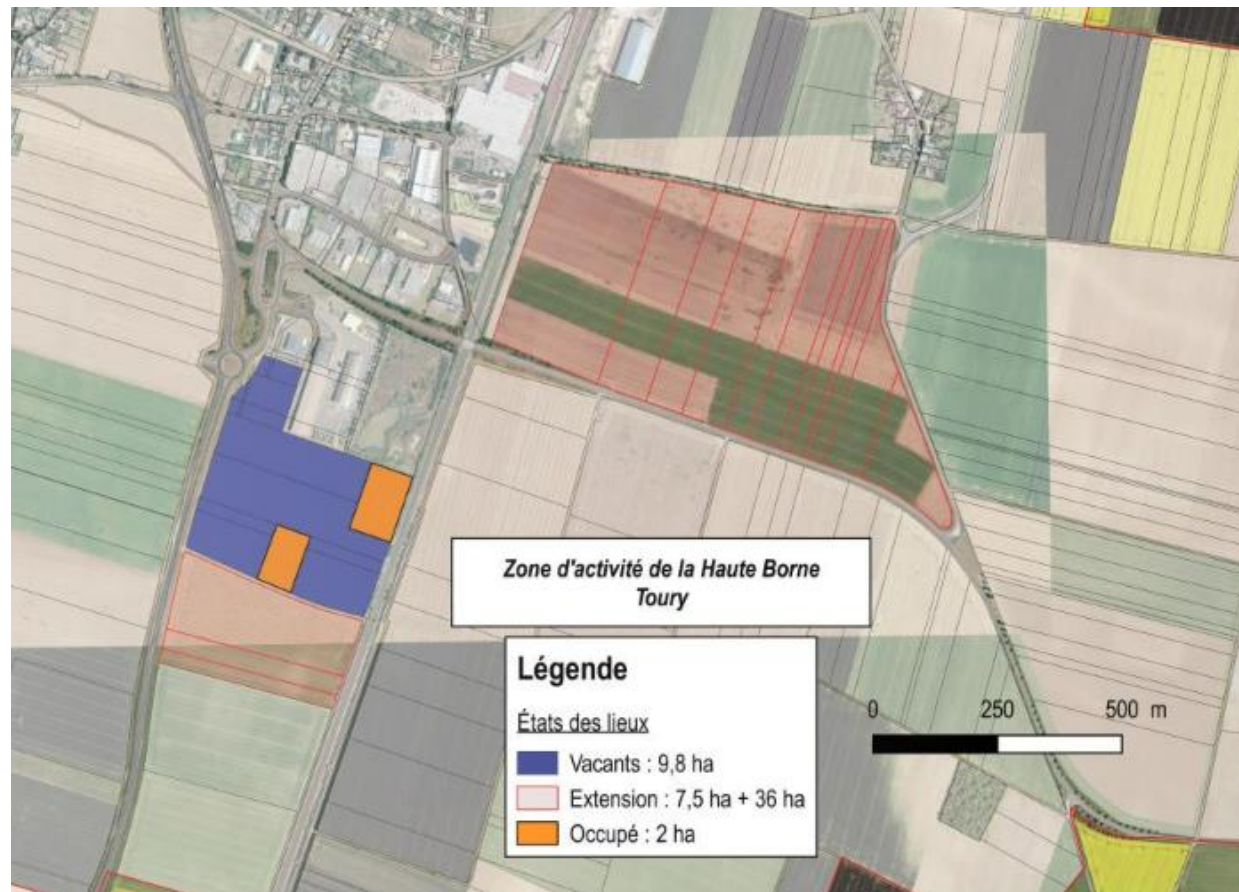 Zone d'activité de la Haute Borne
Toury
Légende
États des lieux
Vacants : 9,8 ha
Extension : 7,5 ha + 36 ha
Occupé : 2 ha
0 250 500 m